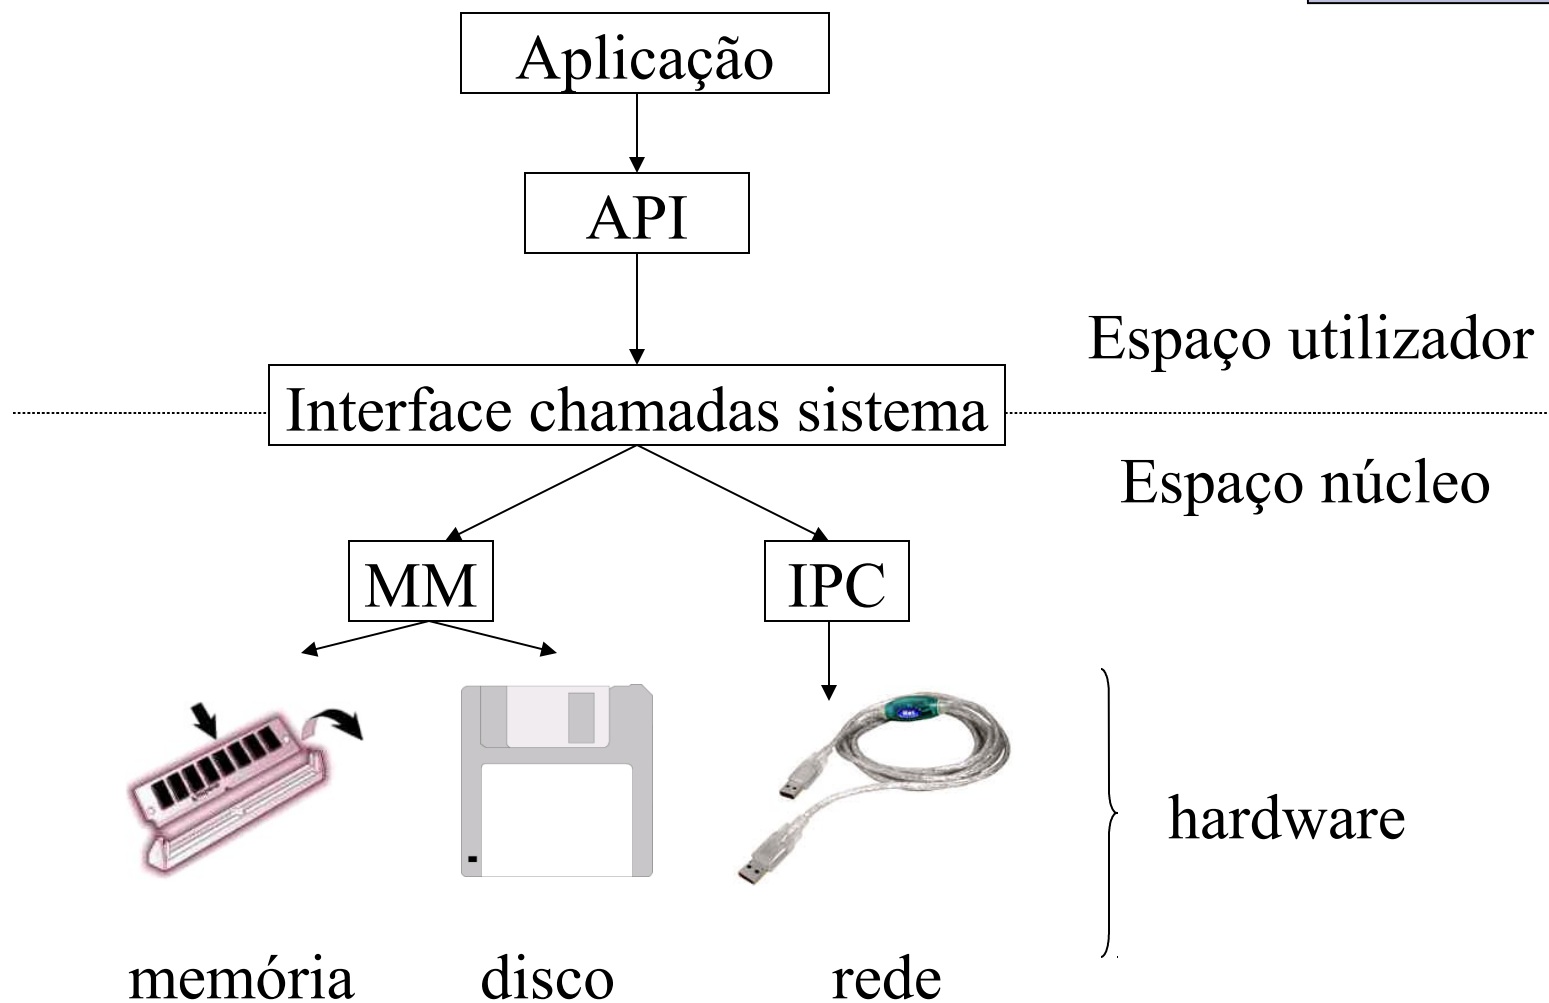 Aplicação
API
Espaço utilizador
Interface chamadas sistema
Espaço núcleo
MM
IPC
hardware
memória
disco
rede